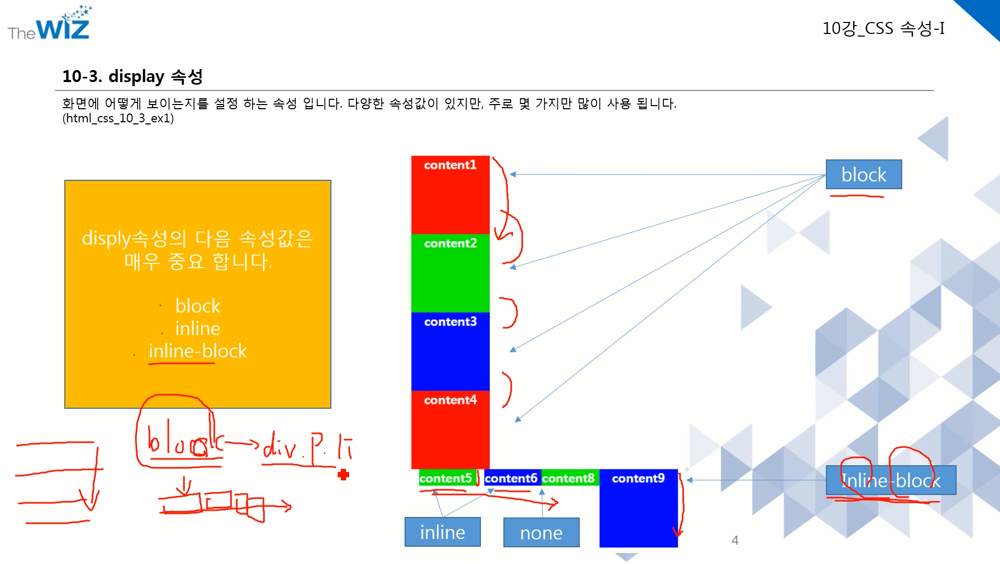 TheWIZ
10강_CSS 속성-I
10-3. display 속성
화면에 어떻게 보이는지를 설정 하는 속성 입니다. 다양한 속성값이 있지만, 주로 몇 가지만 많이 사용 됩니다.
(html_css_10_3_ex1)
disply속성의 다음 속성값은
매우 중요 합니다.
block
inline
inline-block
block → div. P. li
content1
content2
content3
content4
content5 content6 content8 content9
block
Inline-block
inline
none
4